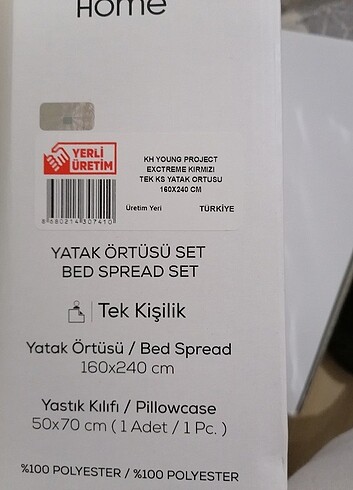 Home
YERLİ
ÜRETİM
KH YOUNG PROJECT
EXCTREME KIRMIZI
TEK KS YATAK ORTUSU
160X240 CM
8680214307410
Üretim Yeri TÜRKİYE
YATAK ÖRTÜSÜ SET
BED SPREAD SET
Tek Kişilik
Yatak Örtüsü / Bed Spread
160x240 cm
Yastık Kılıfı / Pillowcase
50x70 cm ( 1 Adet / 1 Pc. )
%100 POLYESTER / %100 POLYESTER